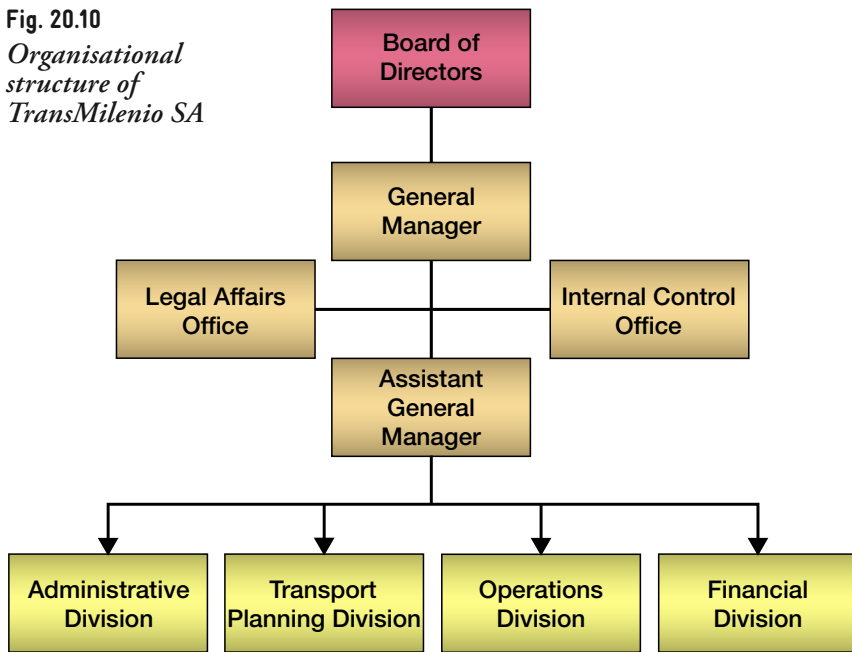 Fig. 20.10
Organisational
structure of
TransMilenio SA
Board of
Directors
General
Manager
Legal Affairs
Office
Internal Control
Office
Assistant
General
Manager
Administrative
Division
Transport
Planning Division
Operations
Division
Financial
Division